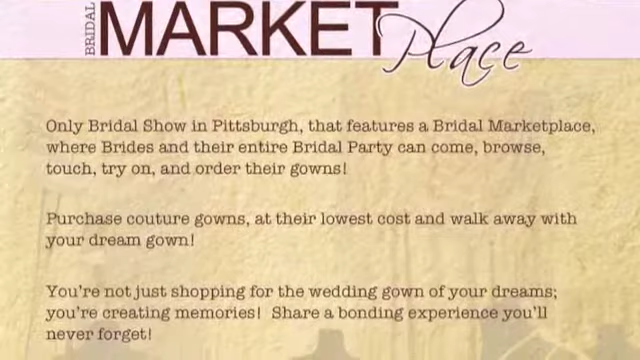 BRIDAL MARKET Place
Only Bridal Show in Pittsburgh, that features a Bridal Marketplace,
where Brides and their entire Bridal Party can come, browse,
touch, try on, and order their gowns!
Purchase couture gowns, at their lowest cost and walk away with
your dream gown!
You're not just shopping for the wedding gown of your dreams;
you're creating memories!  Share a bonding experience you'll
never forget!